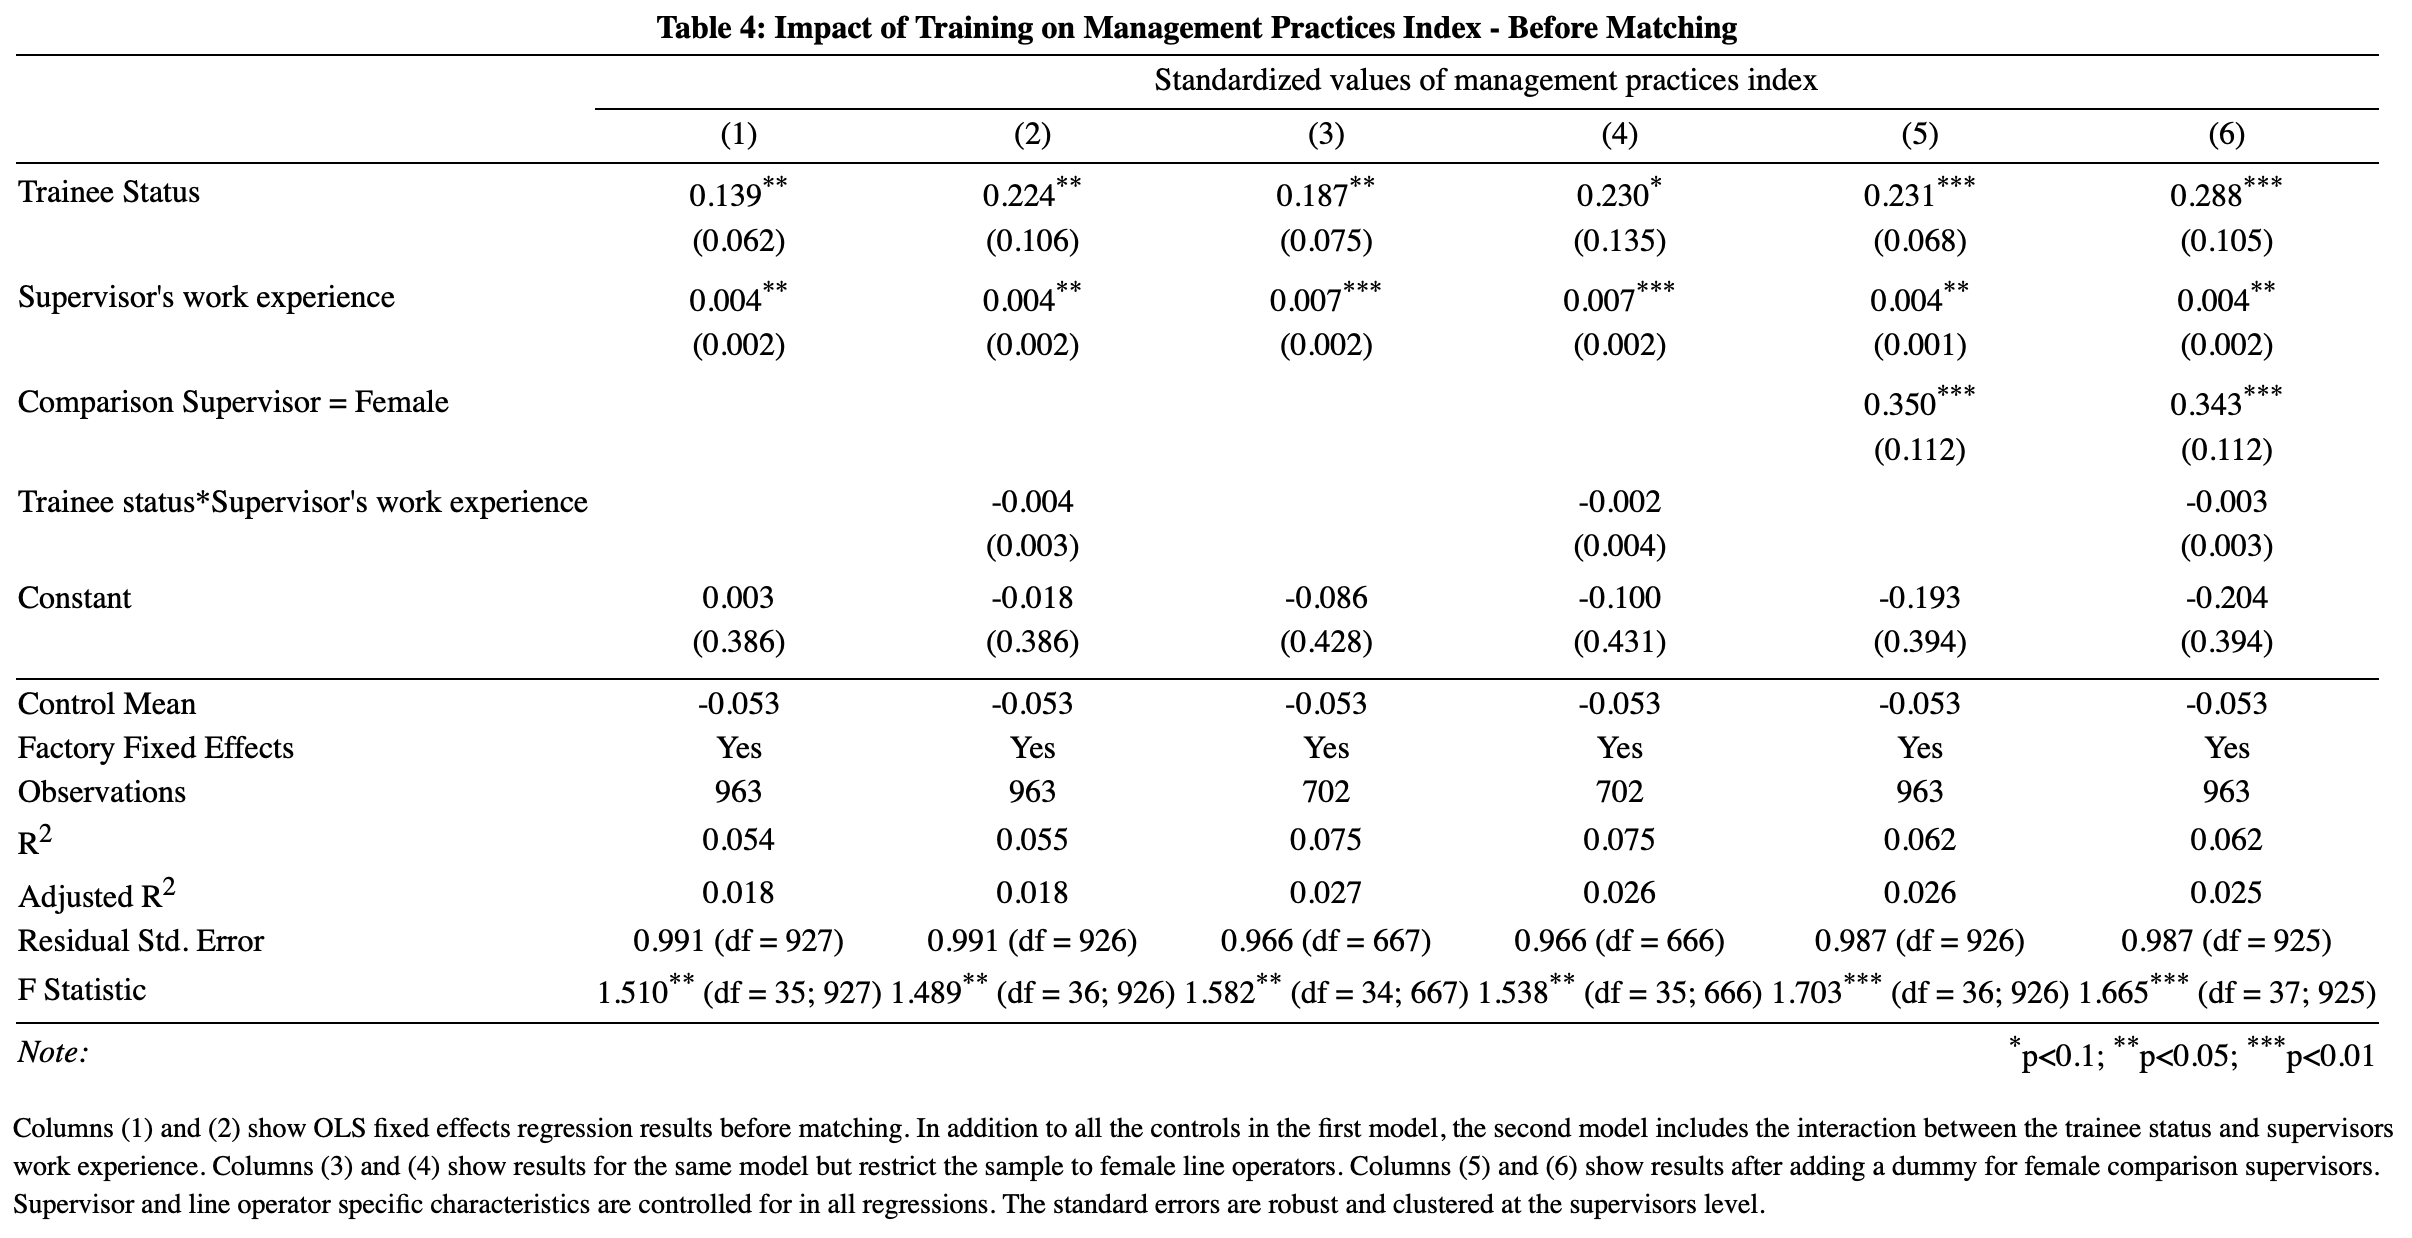 Table 4: Impact of Training on Management Practices Index - Before Matching
Standardized values of management practices index
(1) (2) (3) (4) (5) (6)
Trainee Status 0.139** 0.224** 0.187** 0.230* 0.231*** 0.288***
(0.062) (0.106) (0.075) (0.135) (0.068) (0.105)
Supervisor's work experience 0.004** 0.004** 0.007*** 0.007*** 0.004** 0.004**
(0.002) (0.002) (0.002) (0.002) (0.001) (0.002)
Comparison Supervisor = Female 0.350*** 0.343***
(0.112) (0.112)
Trainee status*Supervisor's work experience -0.004 -0.002 -0.003
(0.003) (0.004) (0.003)
Constant 0.003 -0.018 -0.086 -0.100 -0.193 -0.204
(0.386) (0.386) (0.428) (0.431) (0.394) (0.394)
Control Mean -0.053 -0.053 -0.053 -0.053 -0.053 -0.053
Factory Fixed Effects Yes Yes Yes Yes Yes Yes
Observations 963 963 702 702 963 963
R2 0.054 0.055 0.075 0.075 0.062 0.062
Adjusted R2 0.018 0.018 0.027 0.026 0.026 0.025
Residual Std. Error 0.991 (df = 927) 0.991 (df = 926) 0.966 (df = 667) 0.966 (df = 666) 0.987 (df = 926) 0.987 (df = 925)
F Statistic 1.510** (df = 35; 927) 1.489** (df = 36; 926) 1.582** (df = 34; 667) 1.538** (df = 35; 666) 1.703*** (df = 36; 926) 1.665*** (df = 37; 925)
Note: *p<0.1; **p<0.05; ***p<0.01
Columns (1) and (2) show OLS fixed effects regression results before matching. In addition to all the controls in the first model, the second model includes the interaction between the trainee status and supervisors
work experience. Columns (3) and (4) show results for the same model but restrict the sample to female line operators. Columns (5) and (6) show results after adding a dummy for female comparison supervisors.
Supervisor and line operator specific characteristics are controlled for in all regressions. The standard errors are robust and clustered at the supervisors level.